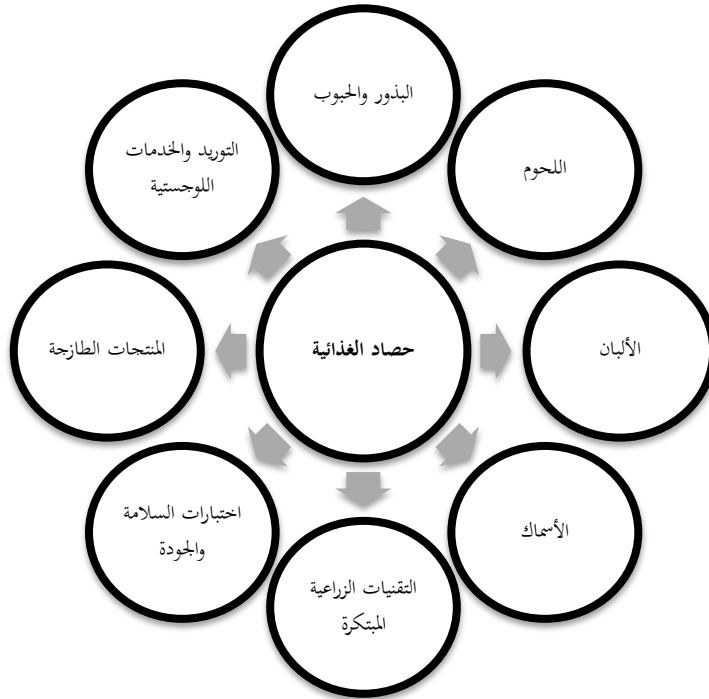 البذور والحبوب
اللحوم
الألبان
الأسماك
التقنيات الزراعية
المبتكرة
اختبارات السلامة
والجودة
المنتجات الطازجة
التوريد والخدمات
اللوجستية
حصاد الغذائية